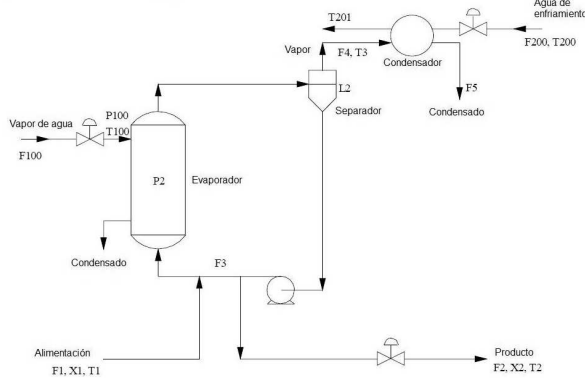 Agua de
enfriamiento
T201
F200, T200
Vapor
F4, T3
Condensador
L2
F5
Separador
Condensado
P100
Vapor de agua
T100
F100
P2
Evaporador
Condensado
F3
Alimentación
F1, X1, T1
Producto
F2, X2, T2